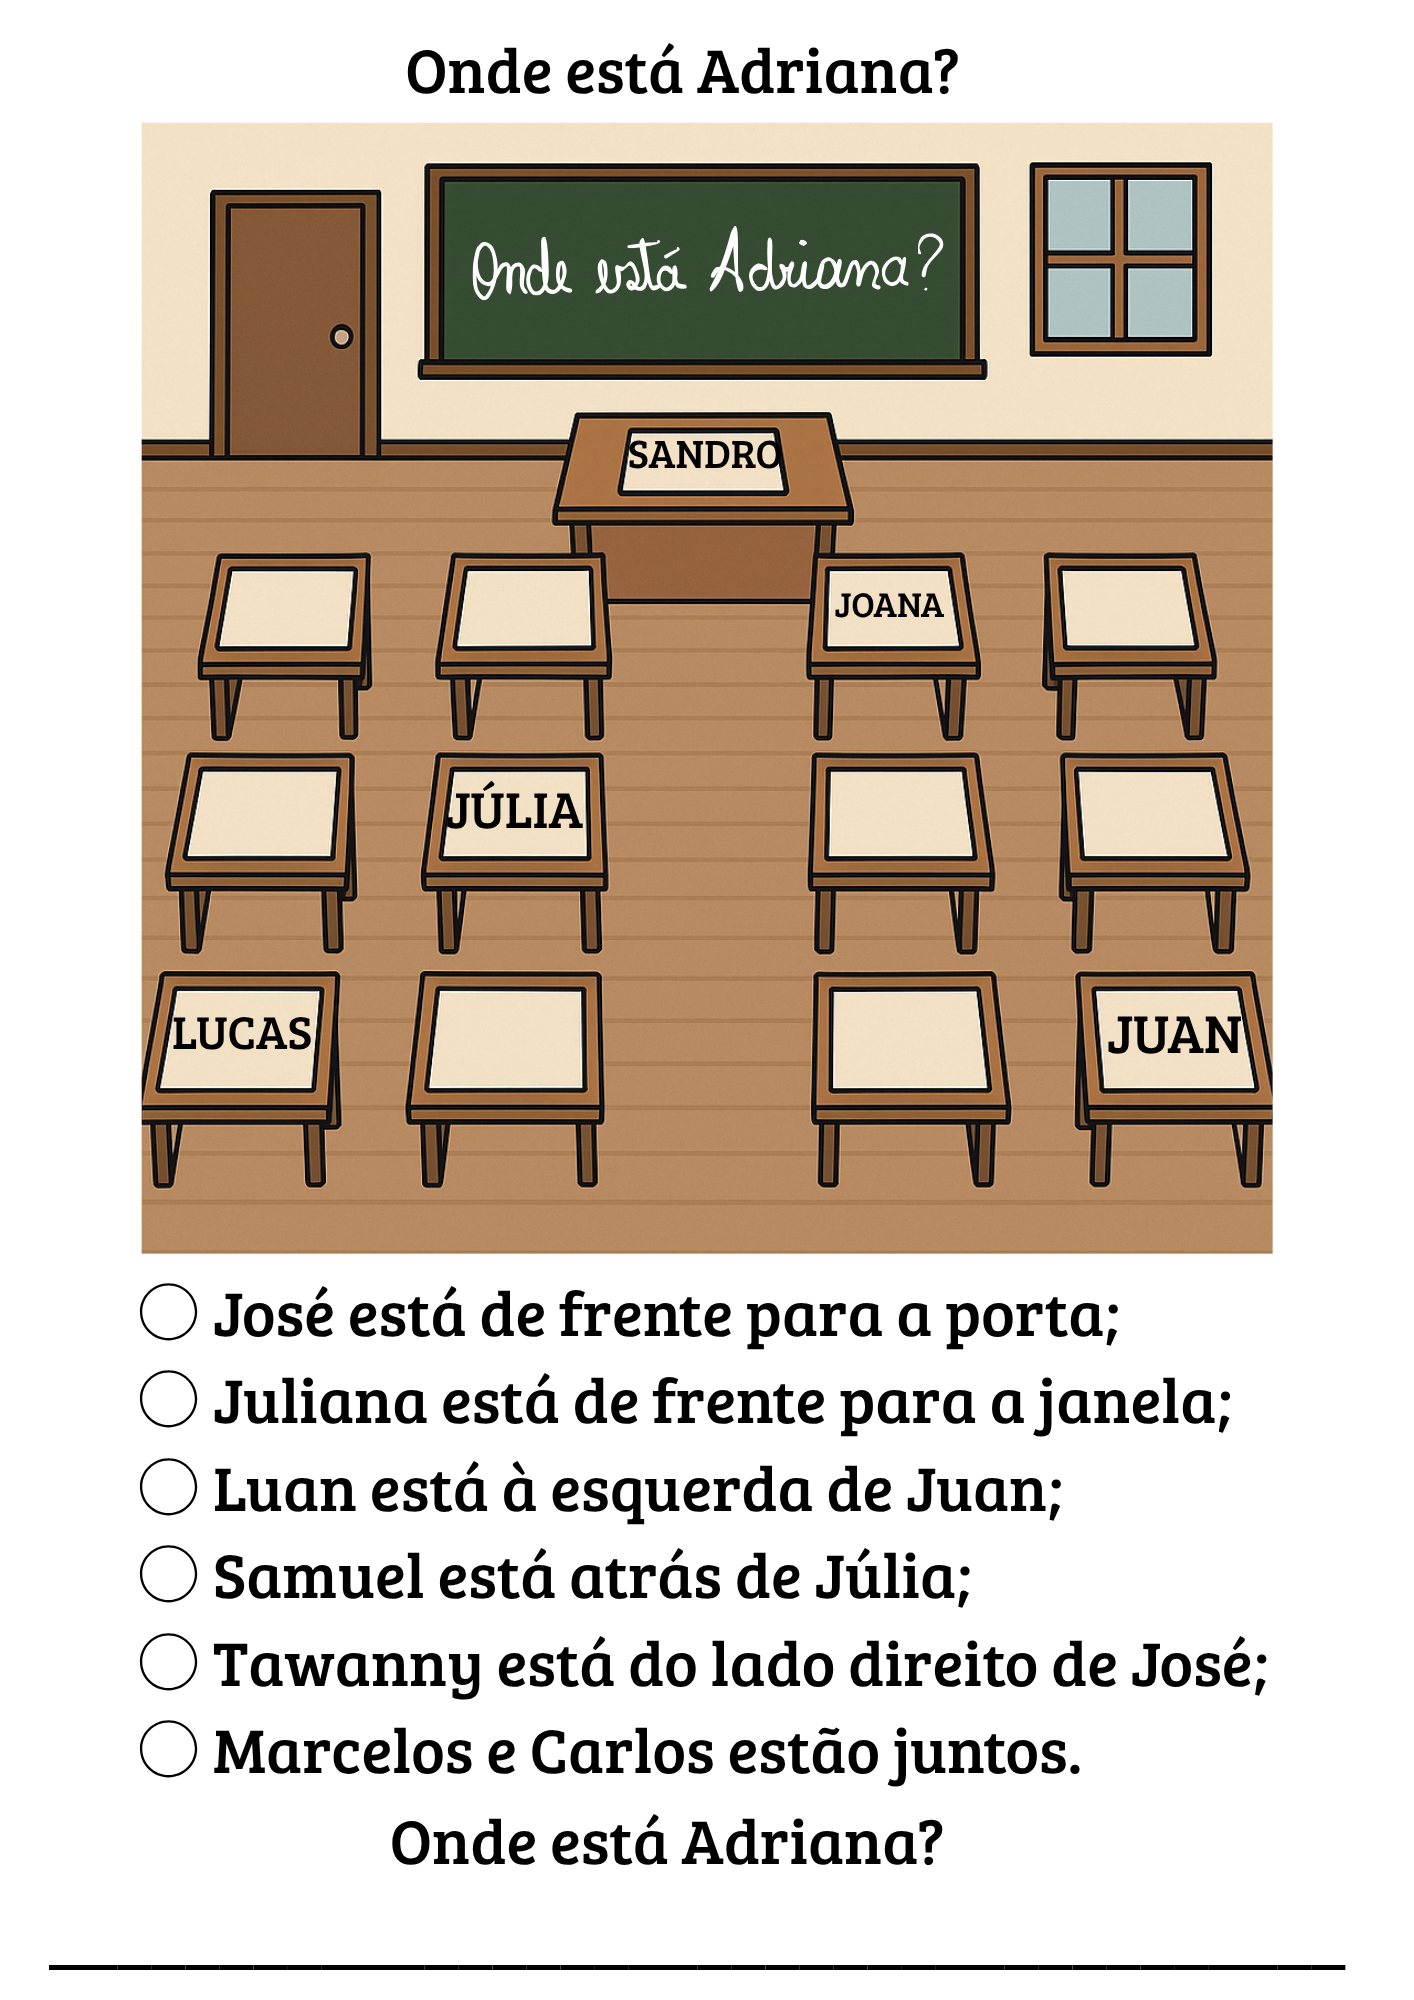 Onde está Adriana?
Onde está Adriana?
SANDRO
JOANA
JÚLIA
LUCAS
JUAN
José está de frente para a porta;
Juliana está de frente para a janela;
Luan está à esquerda de Juan;
Samuel está atrás de Júlia;
Tawanny está do lado direito de José;
Marcelos e Carlos estão juntos.
Onde está Adriana?